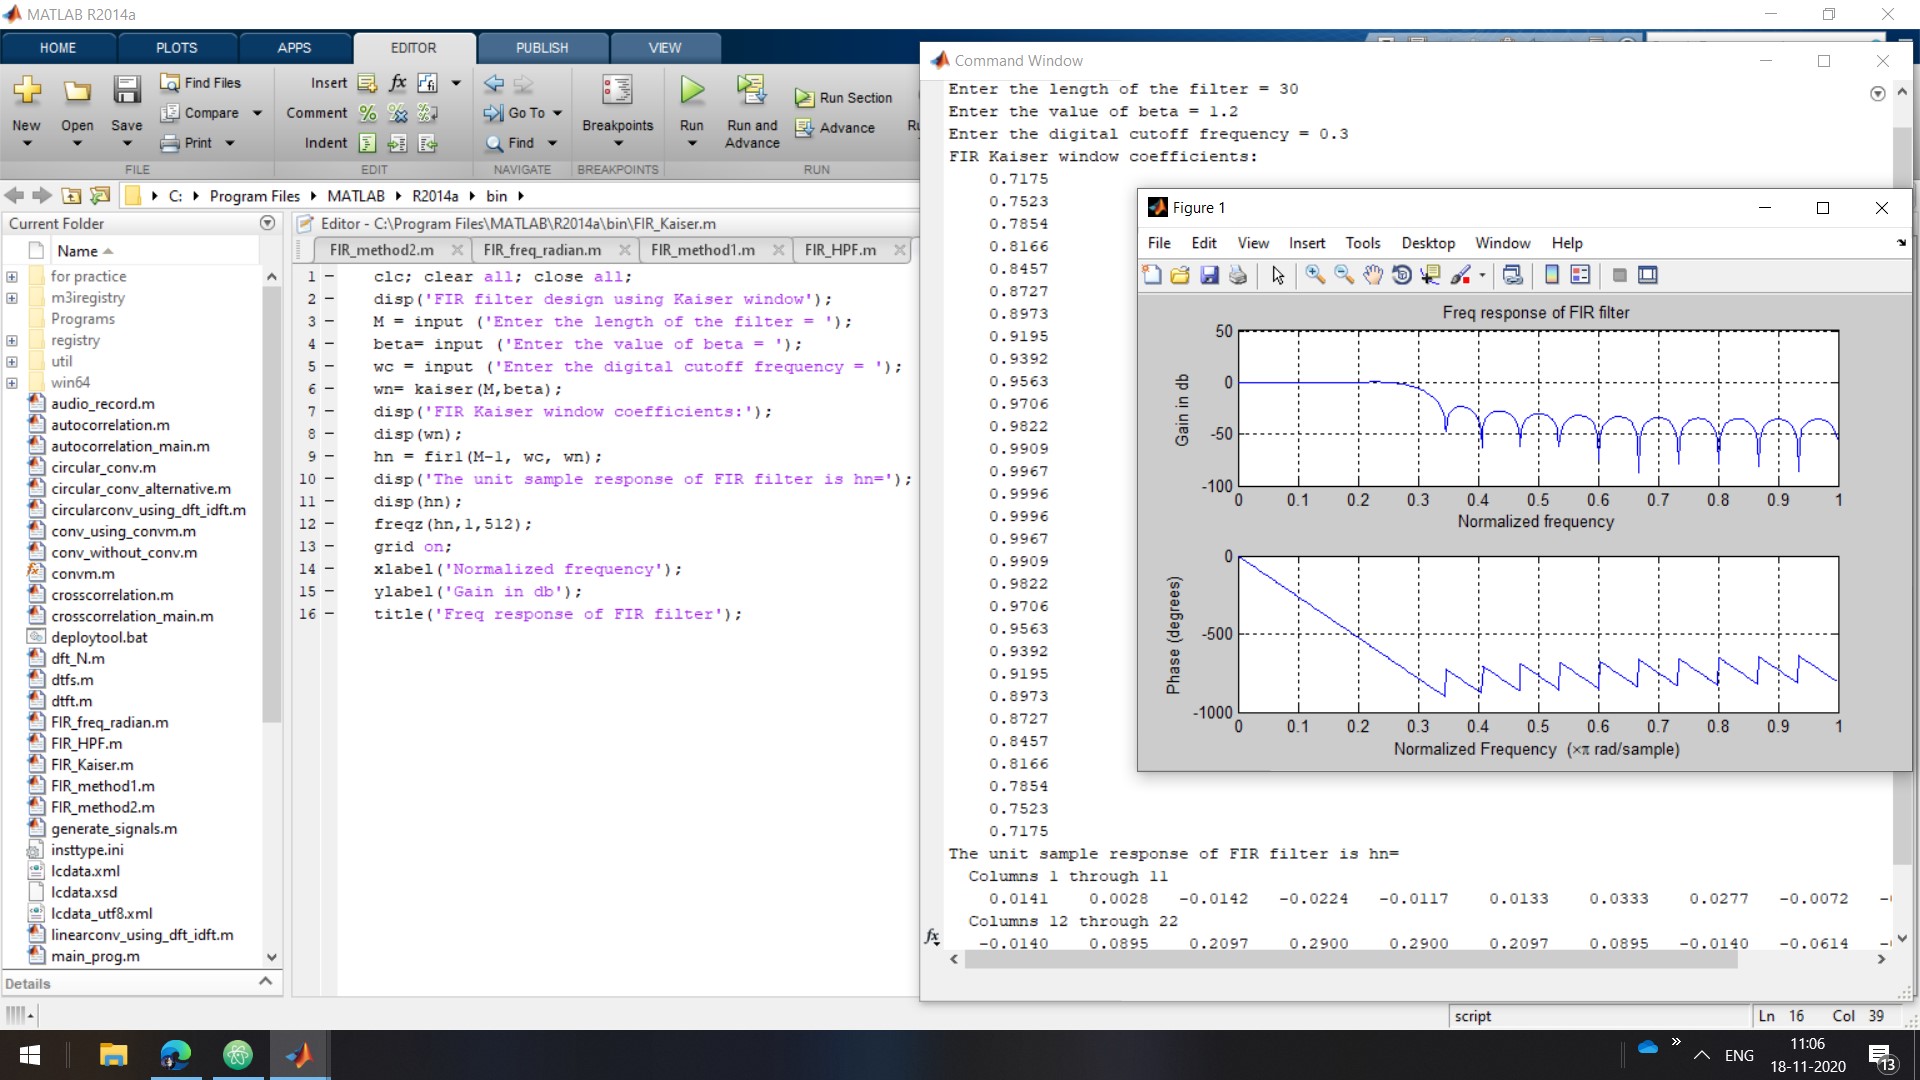 MATLAB R2014a
HOME PLOTS APPS EDITOR PUBLISH VIEW
New Open Save Find Files Compare Print
Insert fx Comment Indent
Go To Find
Breakpoints
Run Run and Advance Run Section Advance
FILE EDIT NAVIGATE BREAKPOINTS RUN
C: Program Files MATLAB R2014a bin
Current Folder
Name
for practice
m3iregistry
Programs
registry
util
win64
audio_record.m
autocorrelation.m
autocorrelation_main.m
circular_conv.m
circular_conv_alternative.m
circularconv_using_dft_idft.m
conv_using_convm.m
conv_without_conv.m
convm.m
crosscorrelation.m
crosscorrelation_main.m
deploytool.bat
dft_N.m
dtfs.m
dtft.m
FIR_freq_radian.m
FIR_HPF.m
FIR_Kaiser.m
FIR_method1.m
FIR_method2.m
generate_signals.m
insttype.ini
lcdata.xml
lcdata.xsd
lcdata_utf8.xml
linearconv_using_dft_idft.m
main_prog.m
Details
Editor - C:\Program Files\MATLAB\R2014a\bin\FIR_Kaiser.m
FIR_method2.m FIR_freq_radian.m FIR_method1.m FIR_HPF.m
1 - clc; clear all; close all;
2 - disp('FIR filter design using Kaiser window');
3 - M = input ('Enter the length of the filter = ');
4 - beta= input ('Enter the value of beta = ');
5 - wc = input ('Enter the digital cutoff frequency = ');
6 - wn= kaiser(M,beta);
7 - disp('FIR Kaiser window coefficients:');
8 - disp(wn);
9 - hn = fir1(M-1, wc, wn);
10 - disp('The unit sample response of FIR filter is hn=');
11 - disp(hn);
12 - freqz(hn,1,512);
13 - grid on;
14 - xlabel('Normalized frequency');
15 - ylabel('Gain in db');
16 - title('Freq response of FIR filter');
Command Window
Enter the length of the filter = 30
Enter the value of beta = 1.2
Enter the digital cutoff frequency = 0.3
FIR Kaiser window coefficients:
0.7175
0.7523
0.7854
0.8166
0.8457
0.8727
0.8973
0.9195
0.9392
0.9563
0.9706
0.9822
0.9909
0.9967
0.9996
0.9996
0.9967
0.9909
0.9822
0.9706
0.9563
0.9392
0.9195
0.8973
0.8727
0.8457
0.8166
0.7854
0.7523
0.7175
The unit sample response of FIR filter is hn=
Columns 1 through 11
0.0141 0.0028 -0.0142 -0.0224 -0.0117 0.0133 0.0333 0.0277 -0.0072
Columns 12 through 22
-0.0140 0.0895 0.2097 0.2900 0.2900 0.2097 0.0895 -0.0140 -0.0614
fx
Figure 1
File Edit View Insert Tools Desktop Window Help
Freq response of FIR filter
Gain in db
50
0
-50
-100
0 0.1 0.2 0.3 0.4 0.5 0.6 0.7 0.8 0.9 1
Normalized frequency
Phase (degrees)
0
-500
-1000
0 0.1 0.2 0.3 0.4 0.5 0.6 0.7 0.8 0.9 1
Normalized Frequency (×π rad/sample)
script Ln 16 Col 39
ENG
11:06
18-11-2020
13